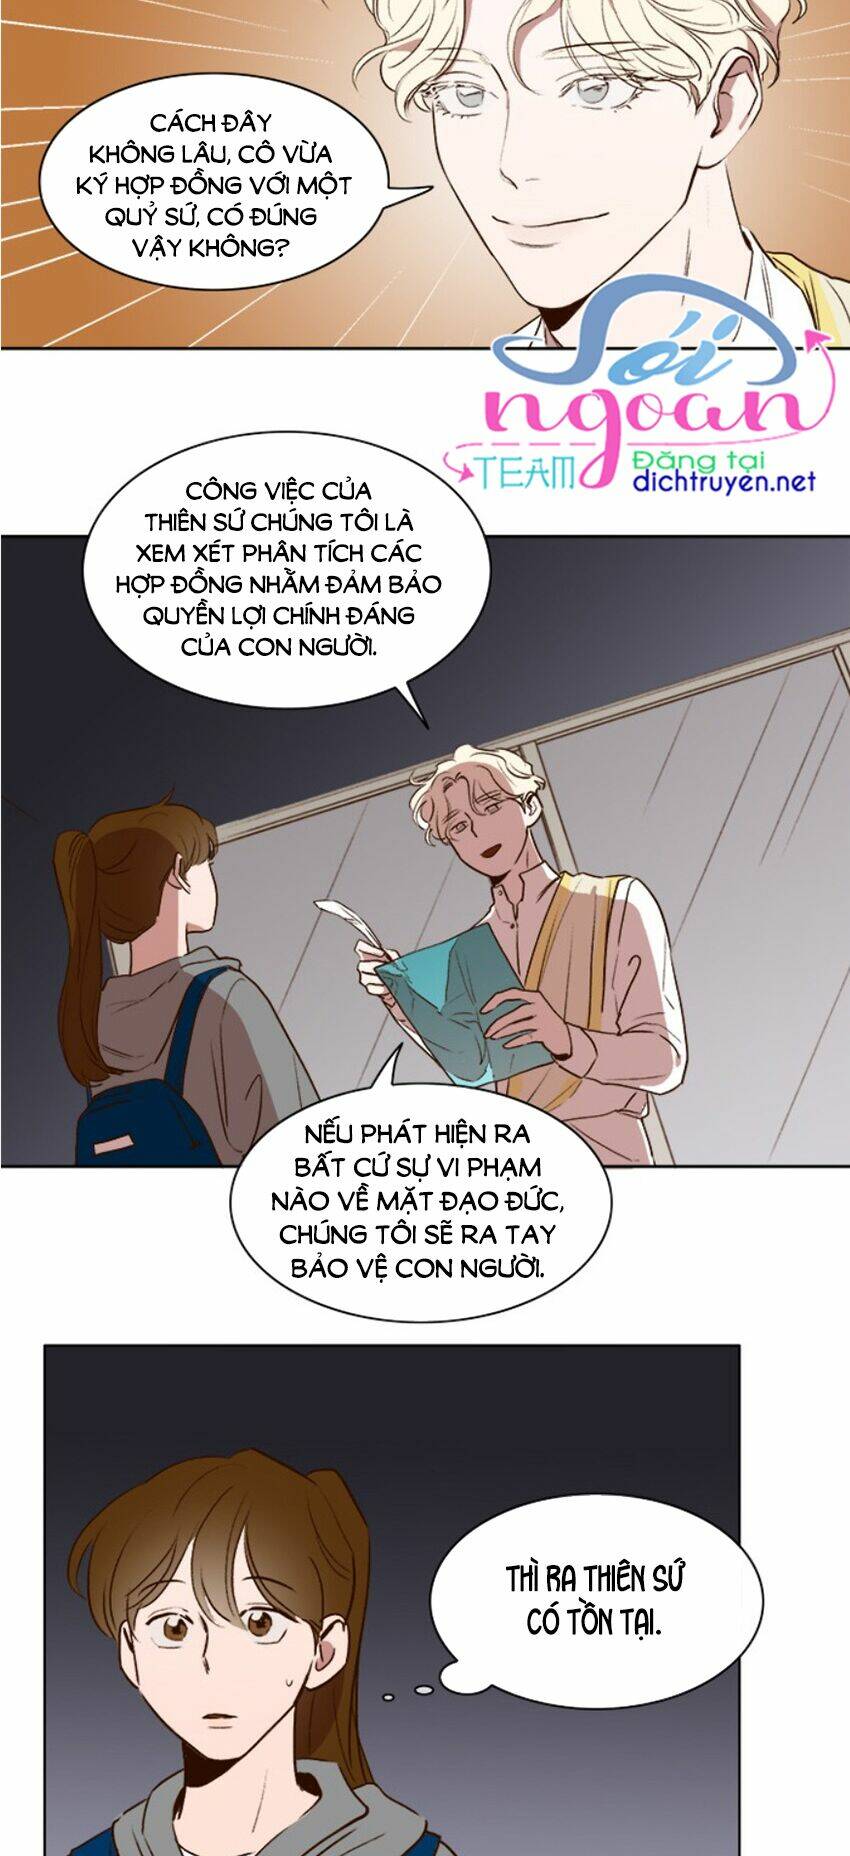 CÁCH ĐÂY
KHÔNG LÂU, CÔ VỪA
KÝ HỢP ĐỒNG VỚI MỘT
QUỶ SỨ, CÓ ĐÚNG
VẬY KHÔNG?
Sói
ngoan
TEAM
Đăng tại
dichtruyen.net
CÔNG VIỆC CỦA
THIÊN SỨ CHÚNG TÔI LÀ
XEM XÉT PHÂN TÍCH CÁC
HỢP ĐỒNG NHẰM ĐẢM BẢO
QUYỀN LỢI CHÍNH ĐÁNG
CỦA CON NGƯỜI.
NẾU PHÁT HIỆN RA
BẤT CỨ SỰ VI PHẠM
NÀO VỀ MẶT ĐẠO ĐỨC,
CHÚNG TÔI SẼ RA TAY
BẢO VỆ CON NGƯỜI.
THÌ RA THIÊN SỨ
CÓ TỒN TẠI.